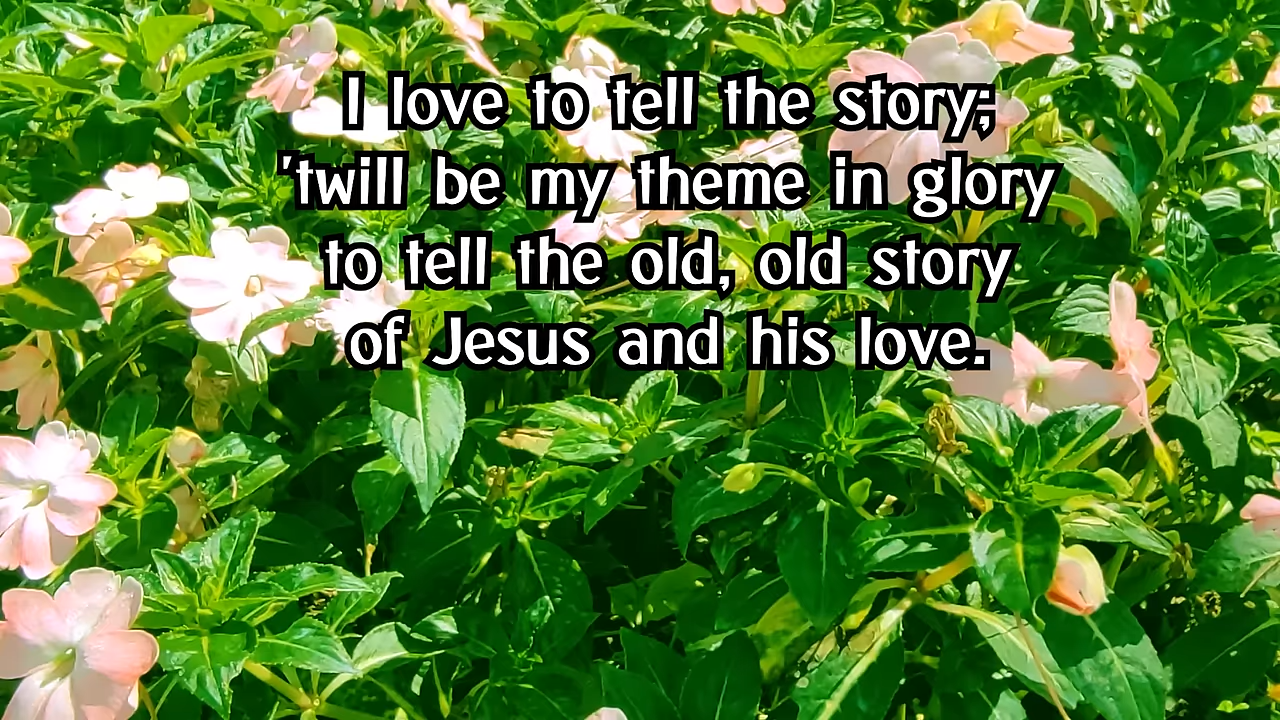 I love to tell the story;
'twill be my theme in glory
to tell the old, old story
of Jesus and his love.